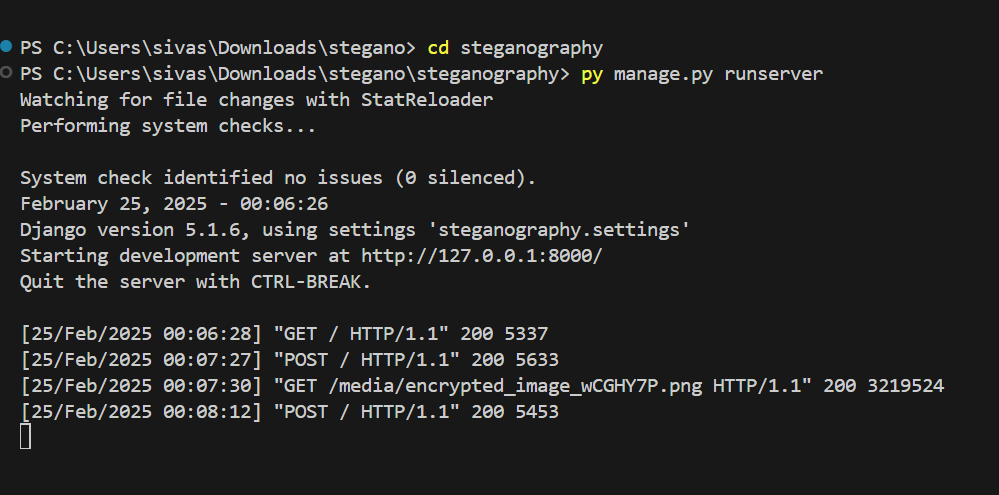 PS C:\Users\sivas\Downloads\stegano> cd steganography
PS C:\Users\sivas\Downloads\stegano\steganography> py manage.py runserver
Watching for file changes with StatReloader
Performing system checks...
System check identified no issues (0 silenced).
February 25, 2025 - 00:06:26
Django version 5.1.6, using settings 'steganography.settings'
Starting development server at http://127.0.0.1:8000/
Quit the server with CTRL-BREAK.
[25/Feb/2025 00:06:28] "GET / HTTP/1.1" 200 5337
[25/Feb/2025 00:07:27] "POST / HTTP/1.1" 200 5633
[25/Feb/2025 00:07:30] "GET /media/encrypted_image_wCGHY7P.png HTTP/1.1" 200 3219524
[25/Feb/2025 00:08:12] "POST / HTTP/1.1" 200 5453